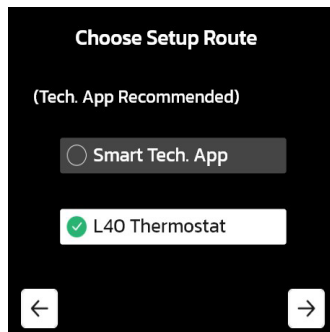 Choose Setup Route
(Tech. App Recommended)
Smart Tech. App
L40 Thermostat